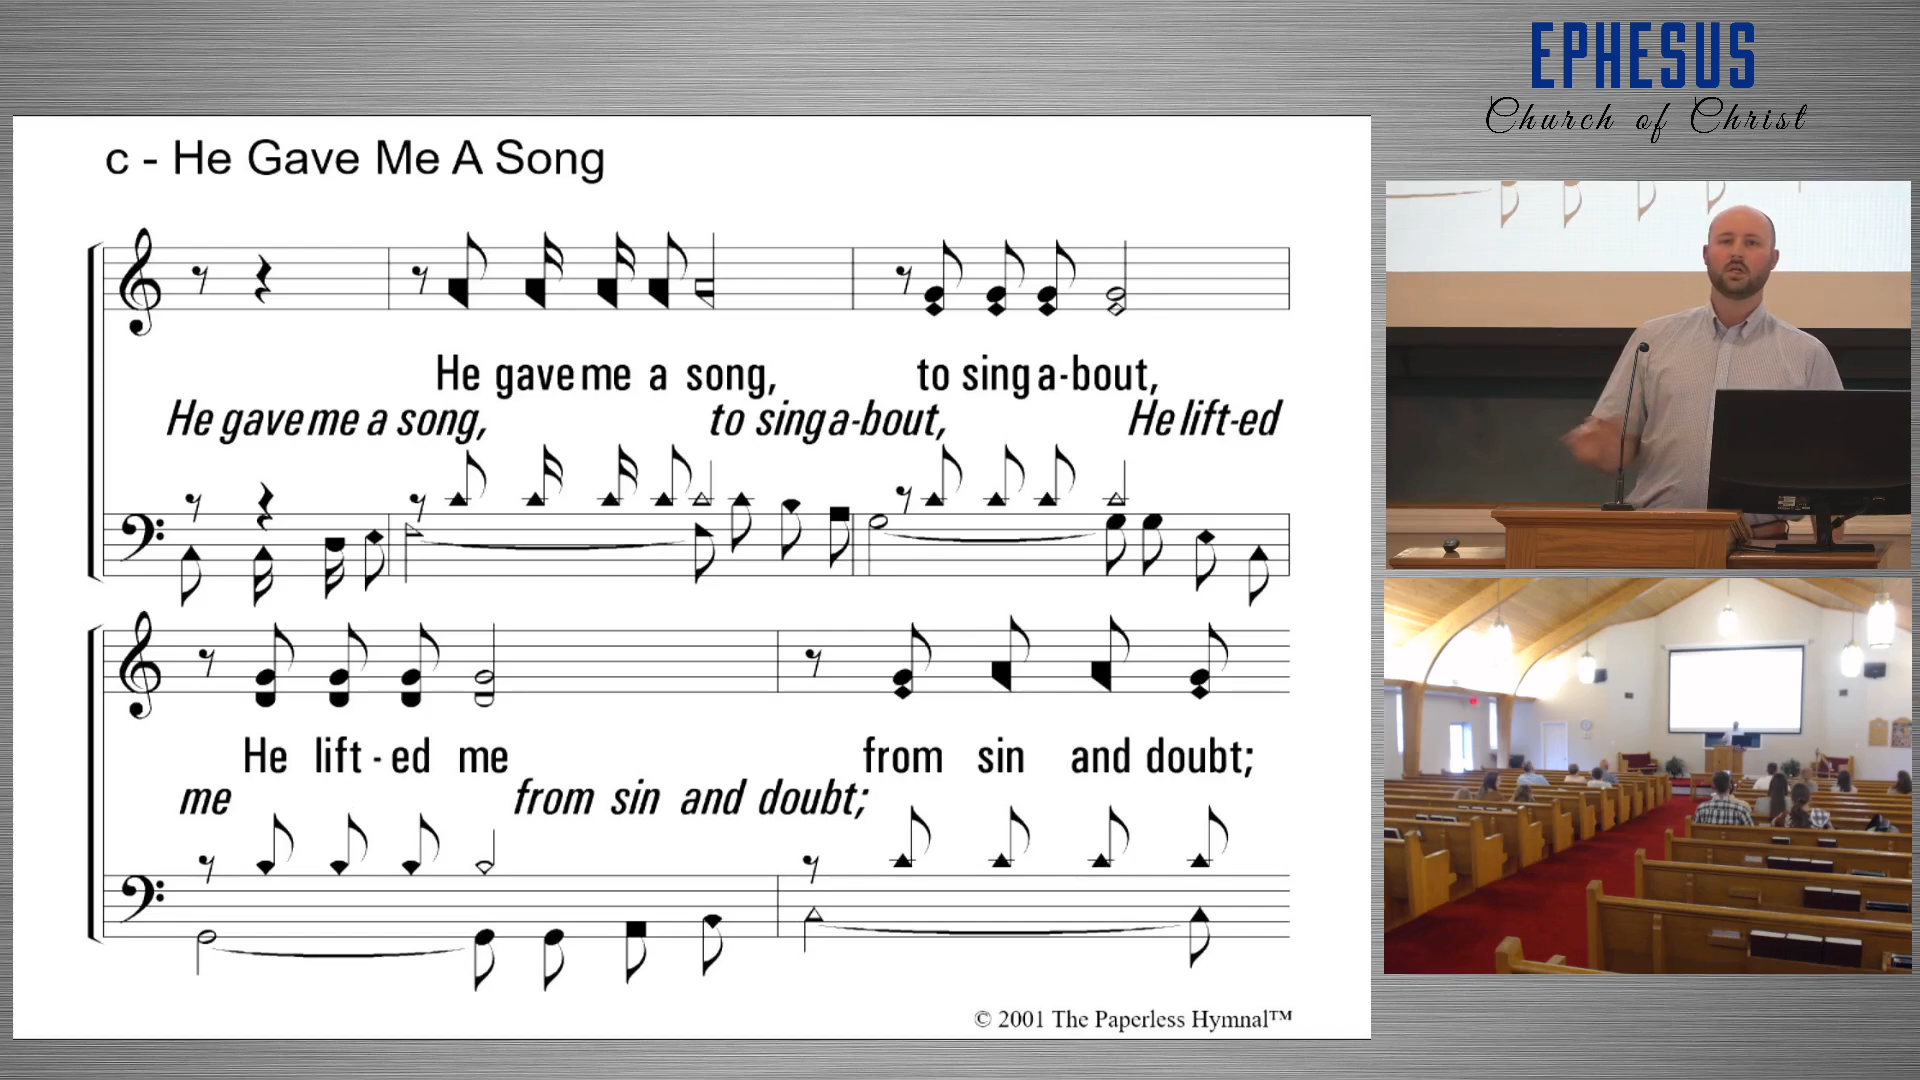 EPHESUS
Church of Christ
c - He Gave Me A Song
He gave me a song, to sing a-bout,
He gave me a song, to sing a-bout, He lift-ed
He lift - ed me from sin and doubt;
me from sin and doubt;
© 2001 The Paperless Hymnal™